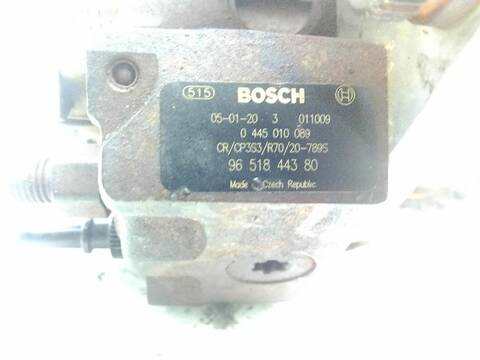 515 BOSCH
05-01-20 3 011009
0 445 010 089
CR/CP3S3/R70/20-789S
96 518 443 80
Made Czech Republic